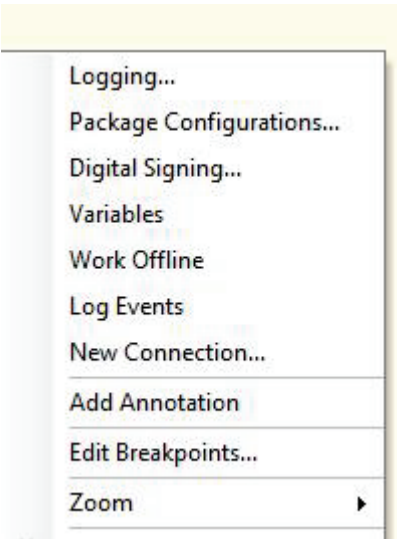 Logging...
Package Configurations...
Digital Signing...
Variables
Work Offline
Log Events
New Connection...
Add Annotation
Edit Breakpoints...
Zoom